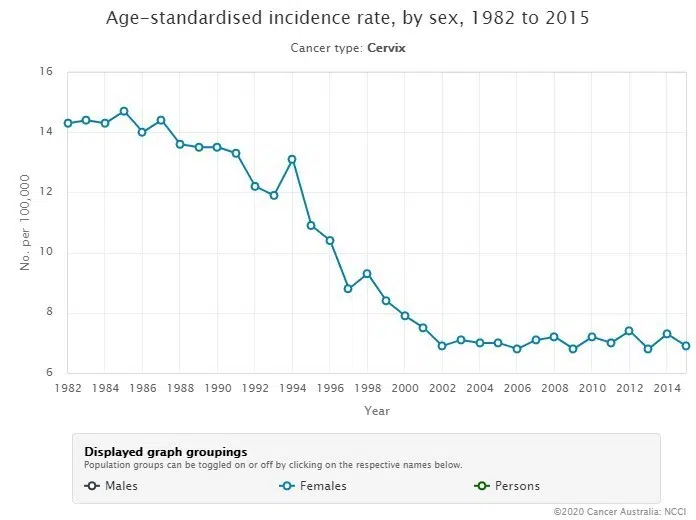 Age-standardised incidence rate, by sex, 1982 to 2015
Cancer type: Cervix
16
14
12
10
8
6
No. per 100,000
1982 1984 1986 1988 1990 1992 1994 1996 1998 2000 2002 2004 2006 2008 2010 2012 2014
Year
Displayed graph groupings
Population groups can be toggled on or off by clicking on the respective names below.
Males Females Persons
©2020 Cancer Australia: NCCI